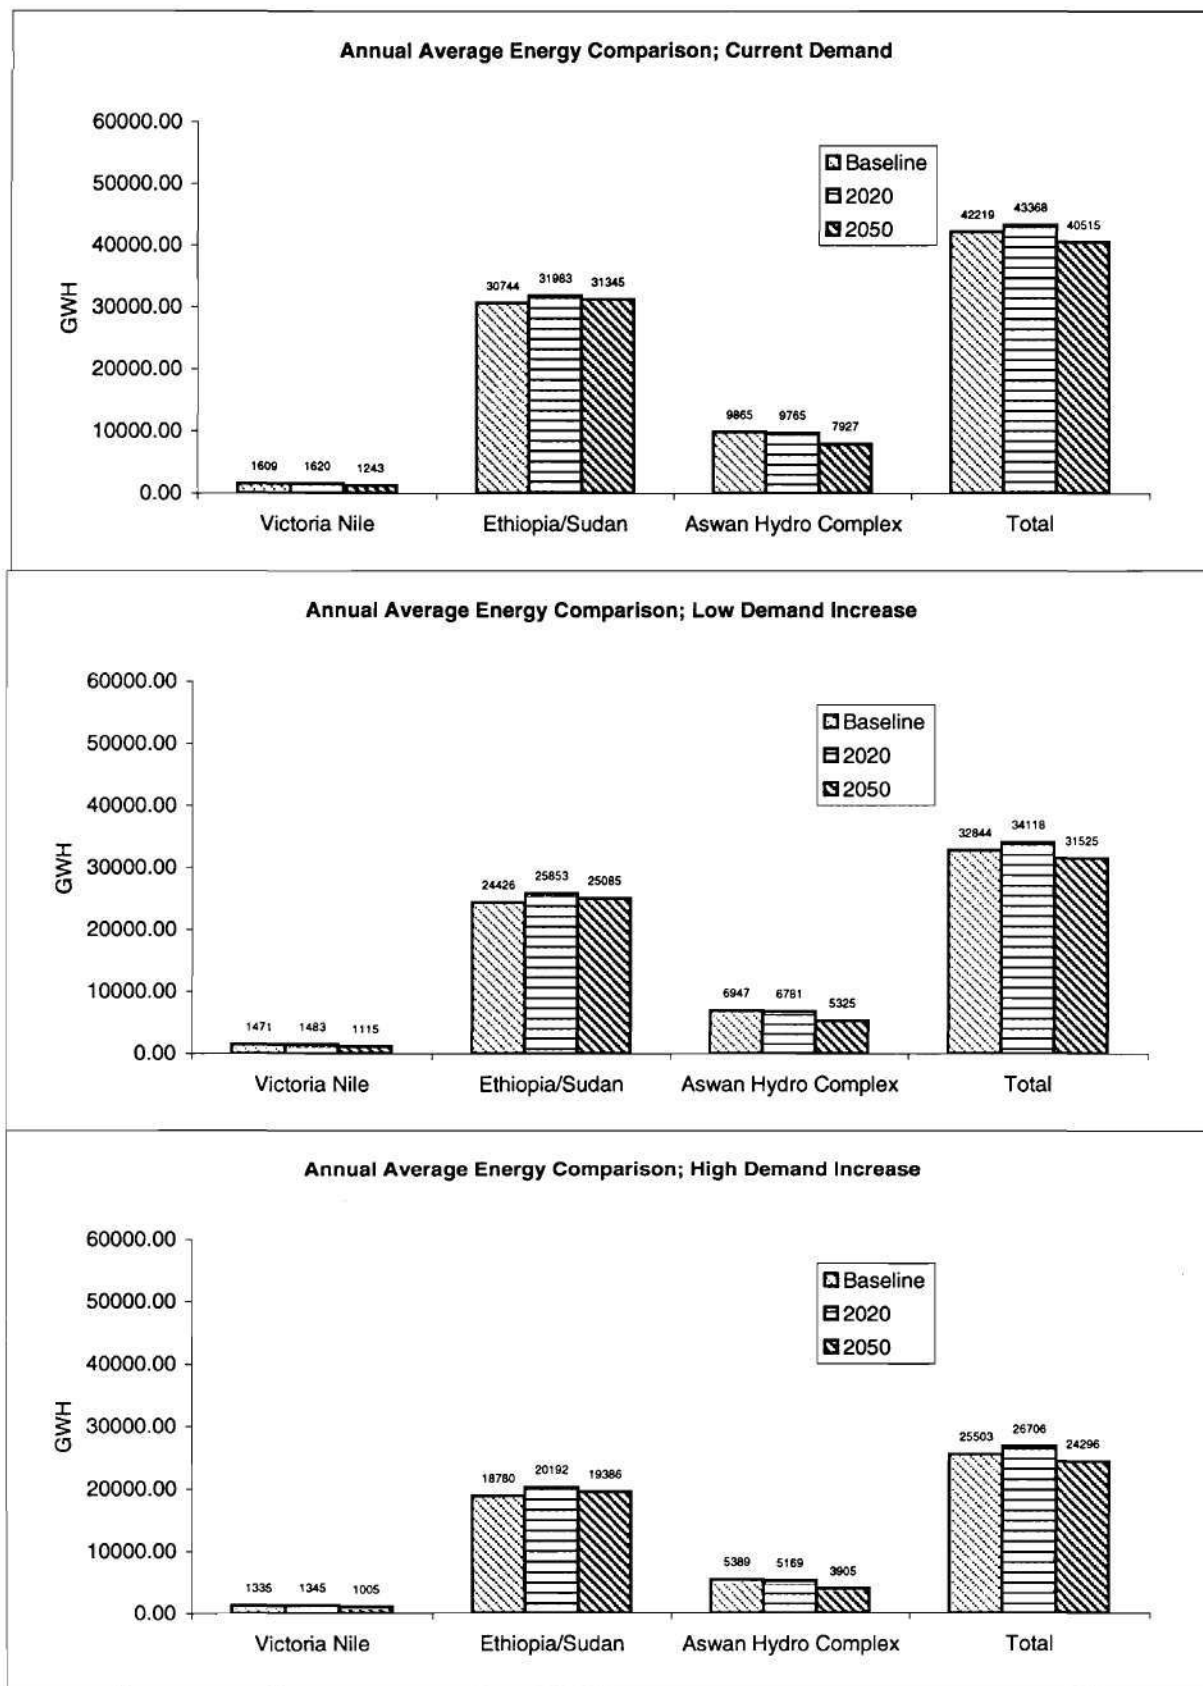 Annual Average Energy Comparison; Current Demand
60000.00
50000.00
40000.00
30000.00
20000.00
10000.00
0.00
GWH
Baseline
2020
2050
1609 1620 1243
30744 31983 31345
9865 9765 7927
42219 43368 40515
Victoria Nile Ethiopia/Sudan Aswan Hydro Complex Total
Annual Average Energy Comparison; Low Demand Increase
60000.00
50000.00
40000.00
30000.00
20000.00
10000.00
0.00
GWH
Baseline
2020
2050
1471 1483 1115
24426 25853 25085
6947 6781 5325
32844 34118 31525
Victoria Nile Ethiopia/Sudan Aswan Hydro Complex Total
Annual Average Energy Comparison; High Demand Increase
60000.00
50000.00
40000.00
30000.00
20000.00
10000.00
0.00
GWH
Baseline
2020
2050
1335 1345 1005
18780 20192 19386
5389 5169 3905
25503 26706 24296
Victoria Nile Ethiopia/Sudan Aswan Hydro Complex Total